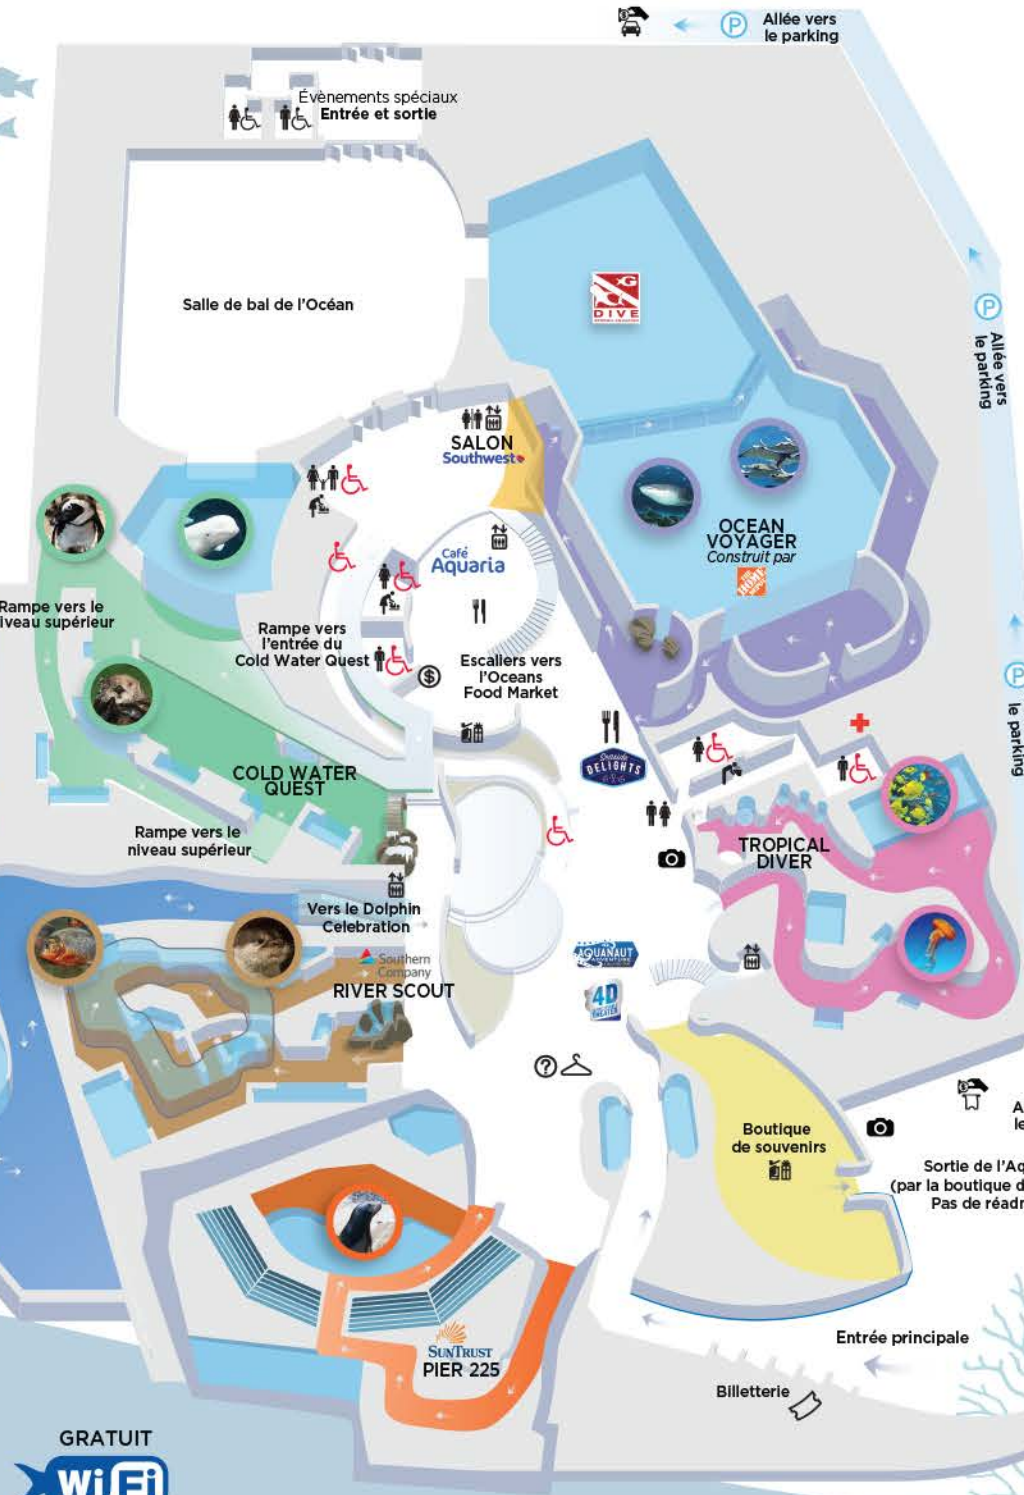 Allée vers
le parking
Évènements spéciaux
Entrée et sortie
Salle de bal de l'Océan
DIVE
Allée vers
le parking
SALON
Southwest
OCEAN
VOYAGER
Construit par
Café
Aquaria
Rampe vers le
iveau supérieur
Rampe vers
l'entrée du
Cold Water Quest
Escaliers vers
l'Oceans
Food Market
le parking
DELIGHTS
COLD WATER
QUEST
Rampe vers le
niveau supérieur
TROPICAL
DIVER
Vers le Dolphin
Celebration
Southern
Company
RIVER SCOUT
AQUANAUT
ADVENTURE
4D
THEATER
Boutique
de souvenirs
A
le
Sortie de l'Aq
(par la boutique d
Pas de réadr
SUNTRUST
PIER 225
Entrée principale
Billetterie
GRATUIT
WiFi